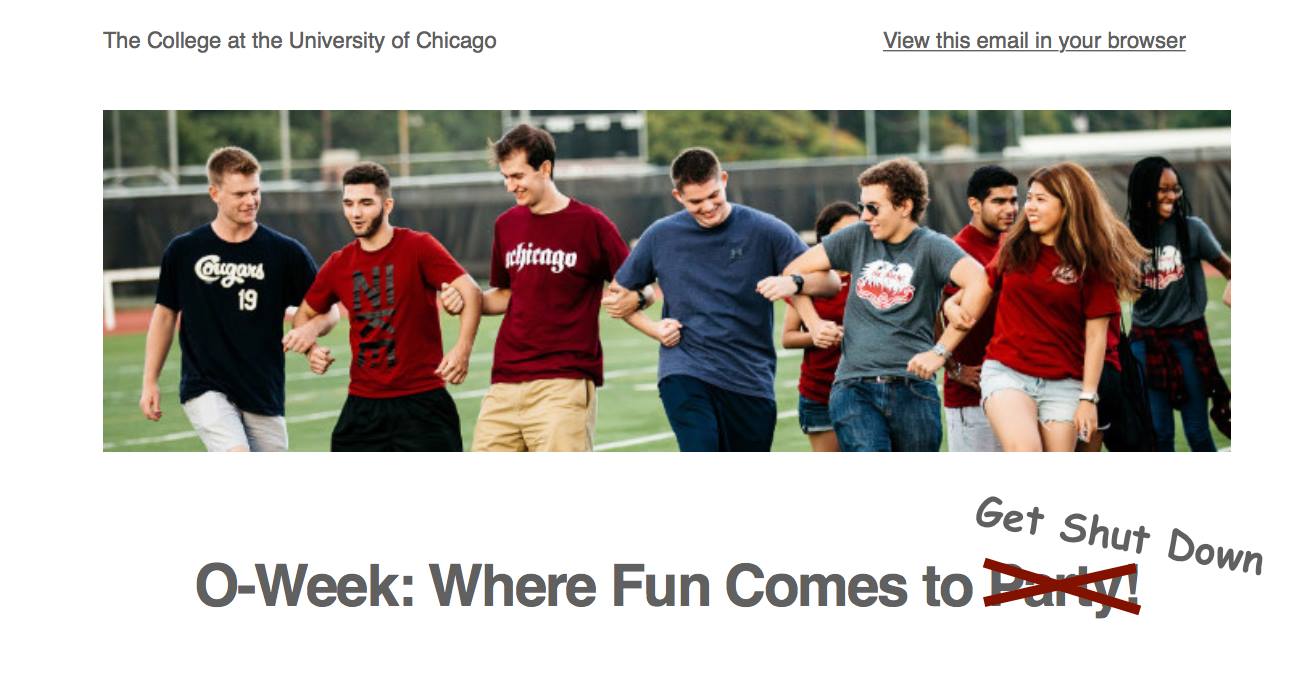 The College at the University of Chicago
View this email in your browser
Cougars
19
NIKE
chicago
Get Shut Down
O-Week: Where Fun Comes to Party!